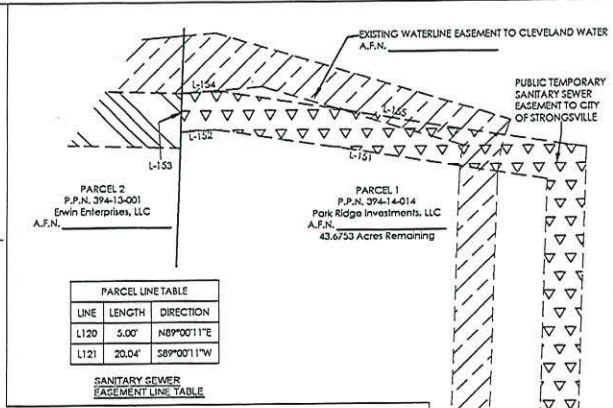 EXISTING WATERLINE EASEMENT TO CLEVELAND WATER
A.F.N.
PUBLIC TEMPORARY
SANITARY SEWER
EASEMENT TO CITY
OF STRONGSVILLE
L-154
L-155
L-152
L-151
L-153
PARCEL 2
P.P.N. 394-13-001
Erwin Enterprises, LLC
A.F.N.
PARCEL 1
P.P.N. 394-14-014
Park Ridge Investments, LLC
A.F.N.
43.6753 Acres Remaining
PARCEL LINE TABLE
LINE LENGTH DIRECTION
L120 5.00' N89°00'11"E
L121 20.04' S89°00'11"W
SANITARY SEWER
EASEMENT LINE TABLE